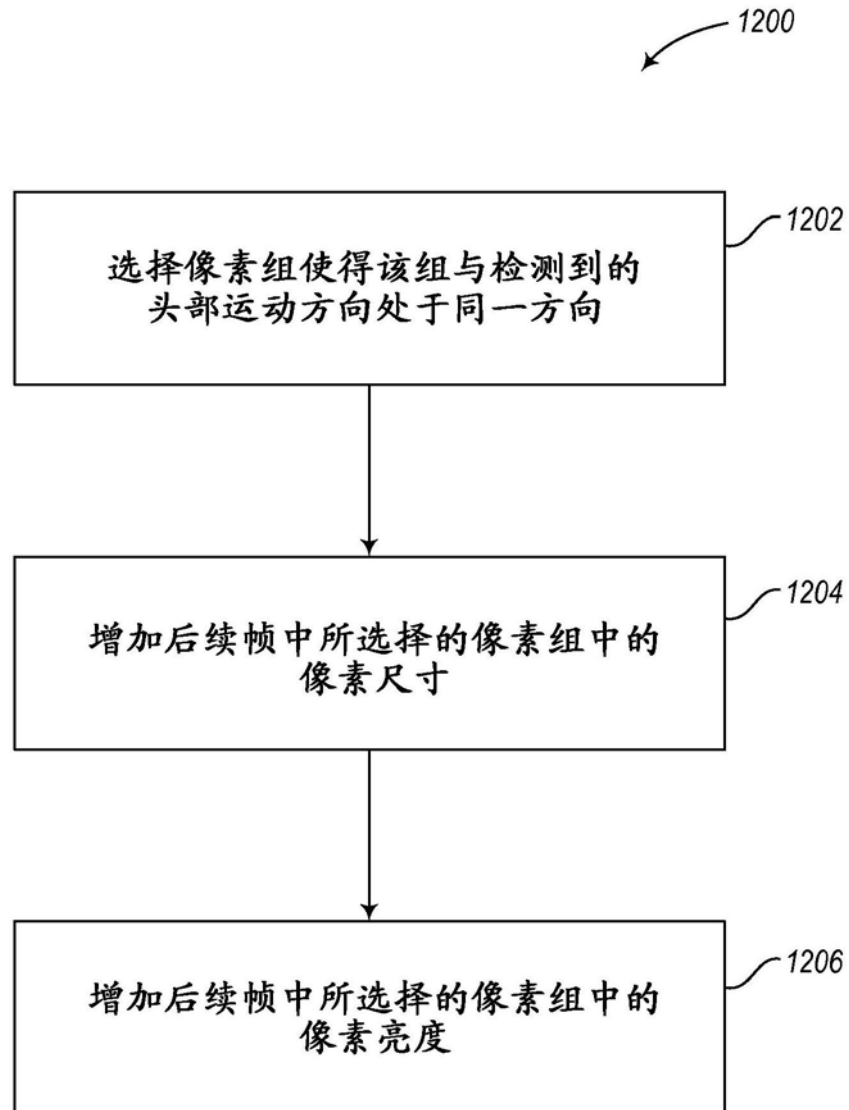 1200
1202
选择像素组使得该组与检测到的
头部运动方向处于同一方向
1204
增加后续帧中所选择的像素组中的
像素尺寸
1206
增加后续帧中所选择的像素组中的
像素亮度